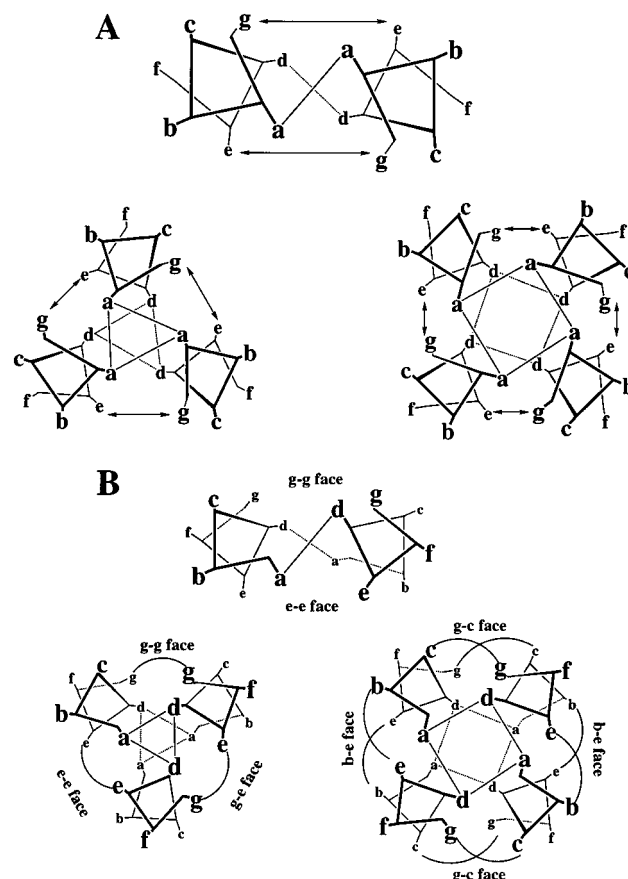 A
c g e
d a b
f f
b a d
e g c
f
b c
g
e
a d
g d a e
c a d b
b e g f
f c
f c e b
g
b d a e
e a d g
g d a e
c a d b
b g f
f e c
B
g-g face
c g d d g c
f a f
b a e b
e
e-e face
g-g face
c g g c
f f
b d d b
a a
e a e
e d g
b c
f
e-e face
g-e face
g-c face
f c g g f c
b d d a b
e a e
e a e
d d b
f g g f
c c
b-e face
b-e face
g-c face